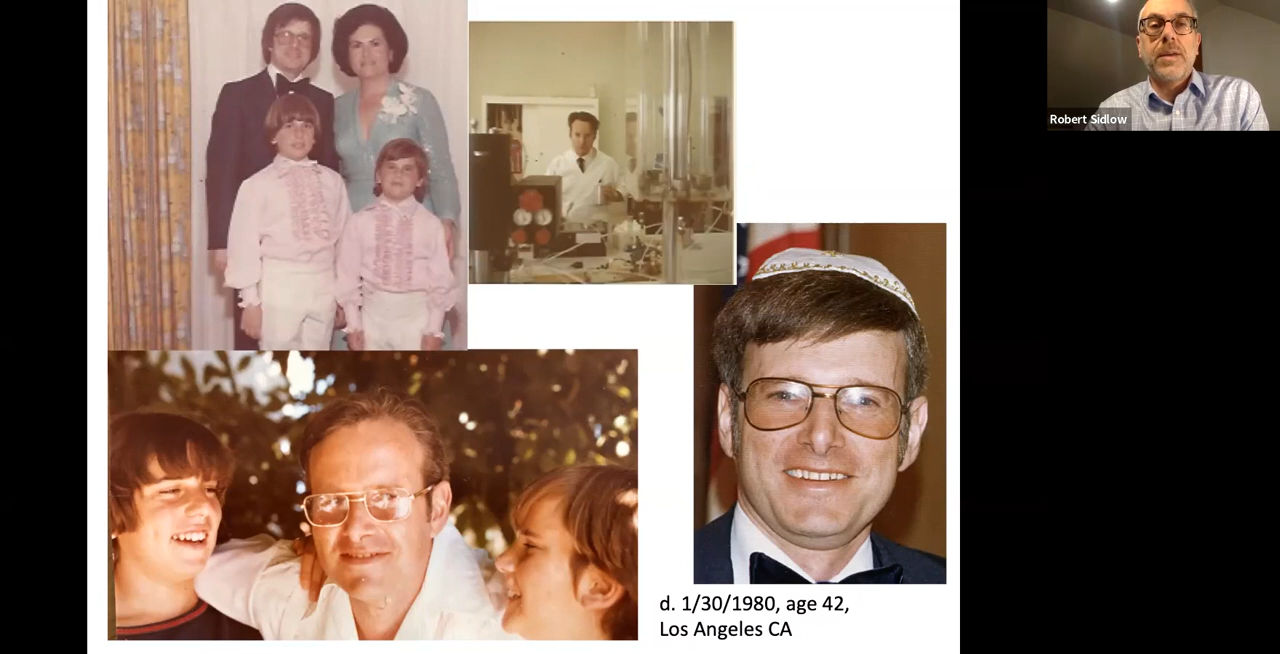 Robert Sidlow
d. 1/30/1980, age 42,
Los Angeles CA